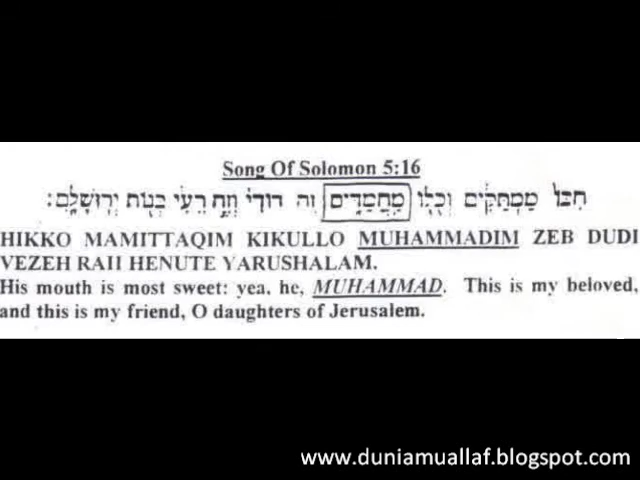 Song Of Solomon 5:16
חִכּוֹ מַמְתַקִּים וְכֻלּוֹ מַחֲמַדִּים זֶה דוֹדִי וְזֶה רֵעִי בְּנוֹת יְרוּשָׁלִָם:
HIKKO MAMITTAQIM KIKULLO MUHAMMADIM ZEB DUDI
VEZEH RAII HENUTE YARUSHALAM.
His mouth is most sweet: yea, he, MUHAMMAD. This is my beloved,
and this is my friend, O daughters of Jerusalem.
www.duniamuallaf.blogspot.com